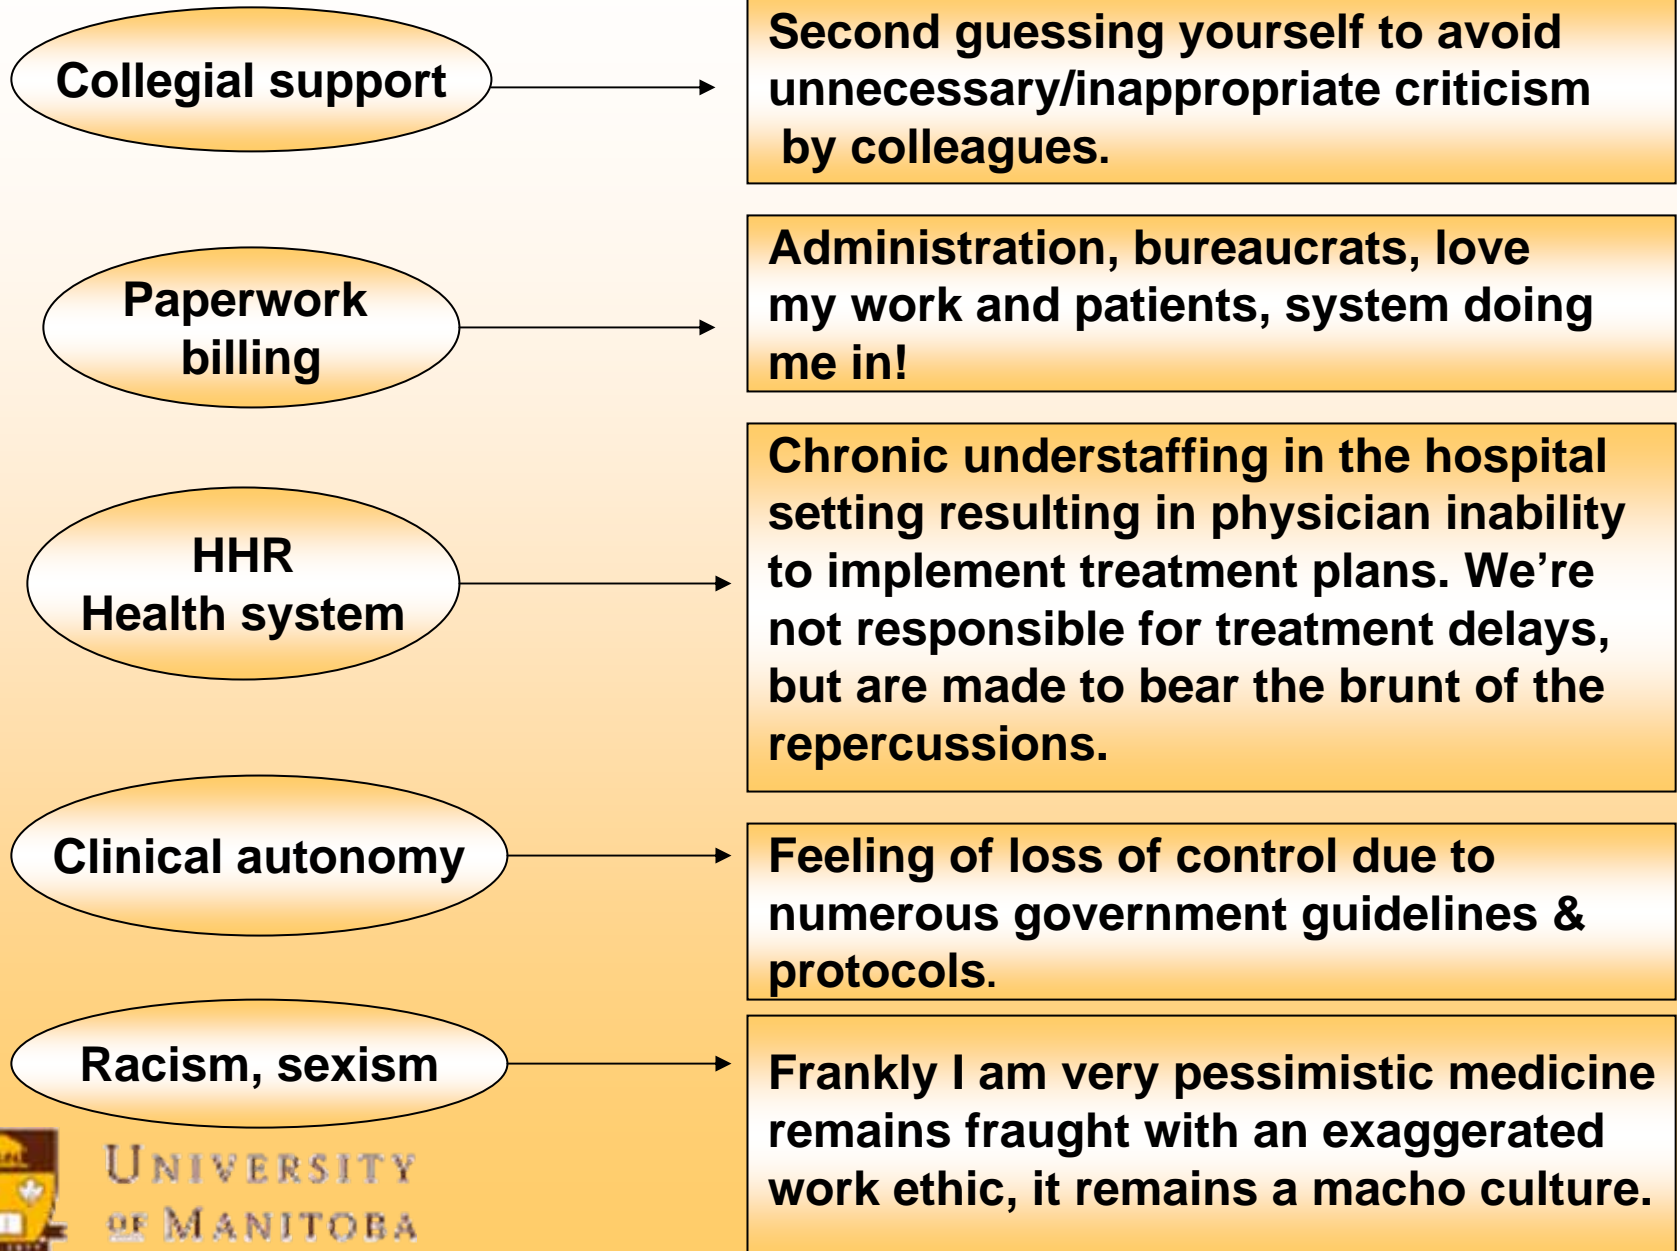 Collegial support
Second guessing yourself to avoid
unnecessary/inappropriate criticism
by colleagues.
Paperwork
billing
Administration, bureaucrats, love
my work and patients, system doing
me in!
HHR
Health system
Chronic understaffing in the hospital
setting resulting in physician inability
to implement treatment plans. We’re
not responsible for treatment delays,
but are made to bear the brunt of the
repercussions.
Clinical autonomy
Feeling of loss of control due to
numerous government guidelines &
protocols.
Racism, sexism
Frankly I am very pessimistic medicine
remains fraught with an exaggerated
work ethic, it remains a macho culture.
UNIVERSITY
OF MANITOBA